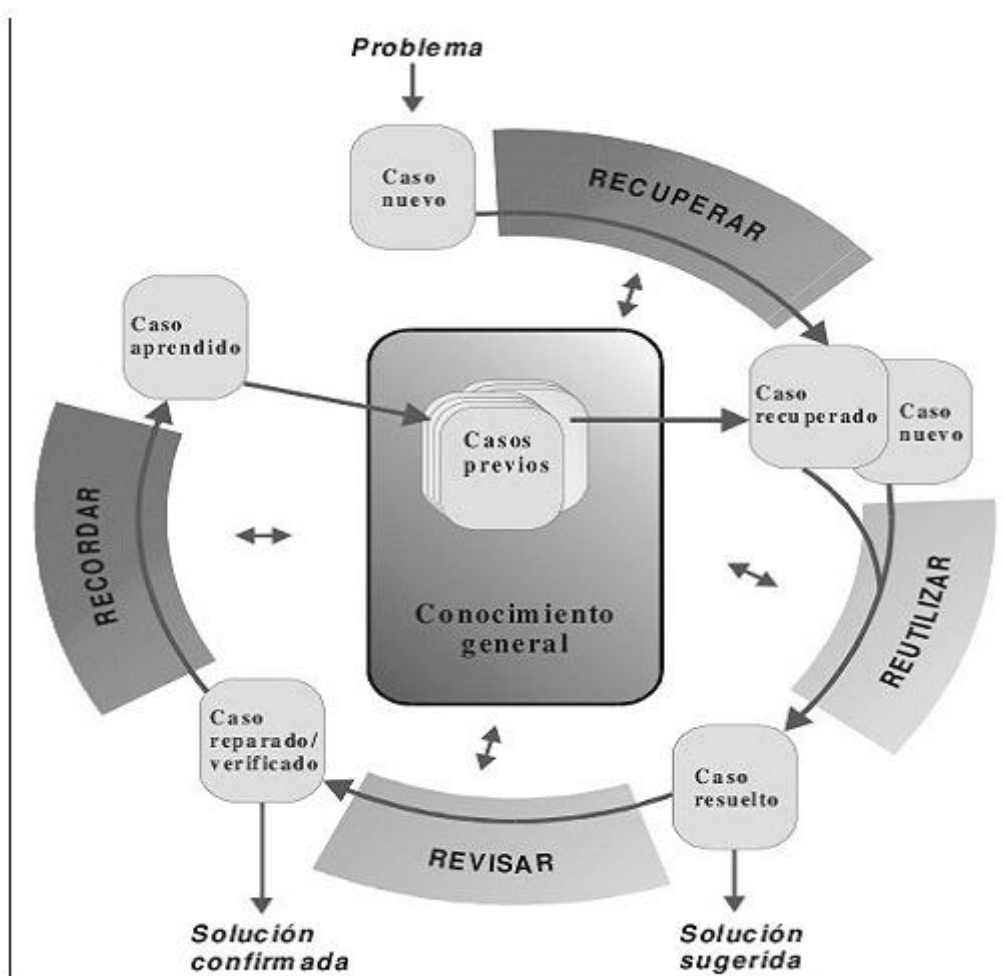 Problema
Caso
nuevo
RECUPERAR
Caso
aprendido
Casos
previos
Caso
recuperado
Caso
nuevo
RECORDAR
Conocimiento
general
REUTILIZAR
Caso
reparado/
verificado
Caso
resuelto
REVISAR
Solución
confirmada
Solución
sugerida